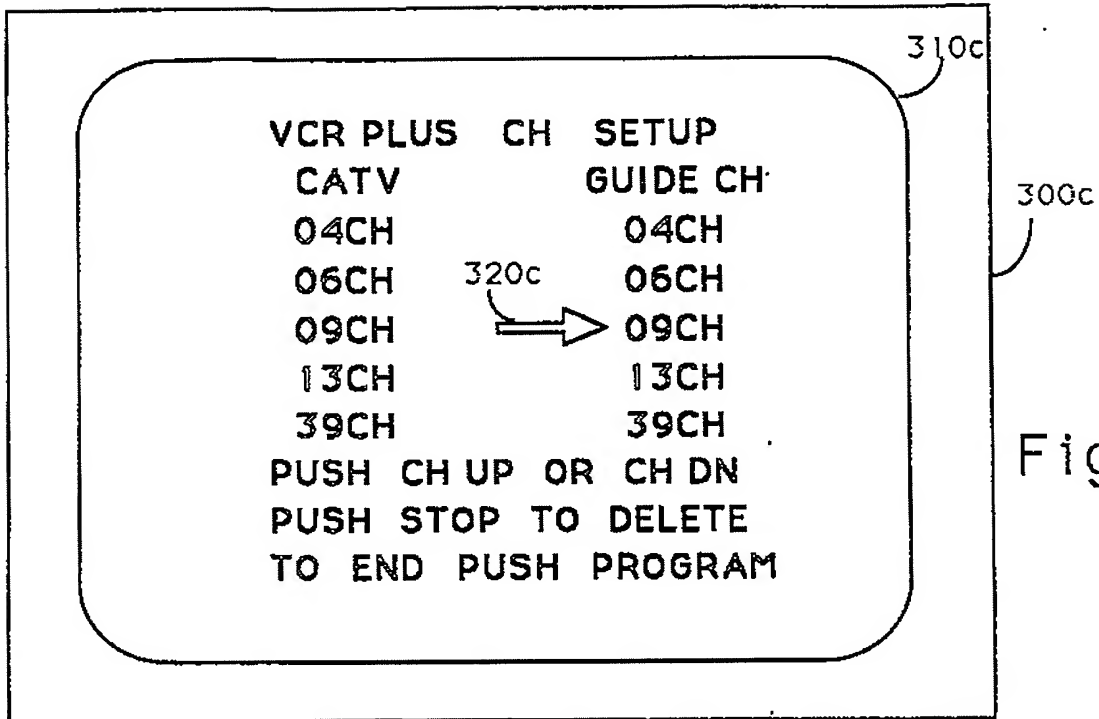 310c
VCR PLUS CH SETUP
CATV GUIDE CH
300c
04CH 04CH
06CH 320c 06CH
09CH 09CH
13CH 13CH
39CH 39CH
PUSH CH UP OR CH DN
PUSH STOP TO DELETE
TO END PUSH PROGRAM